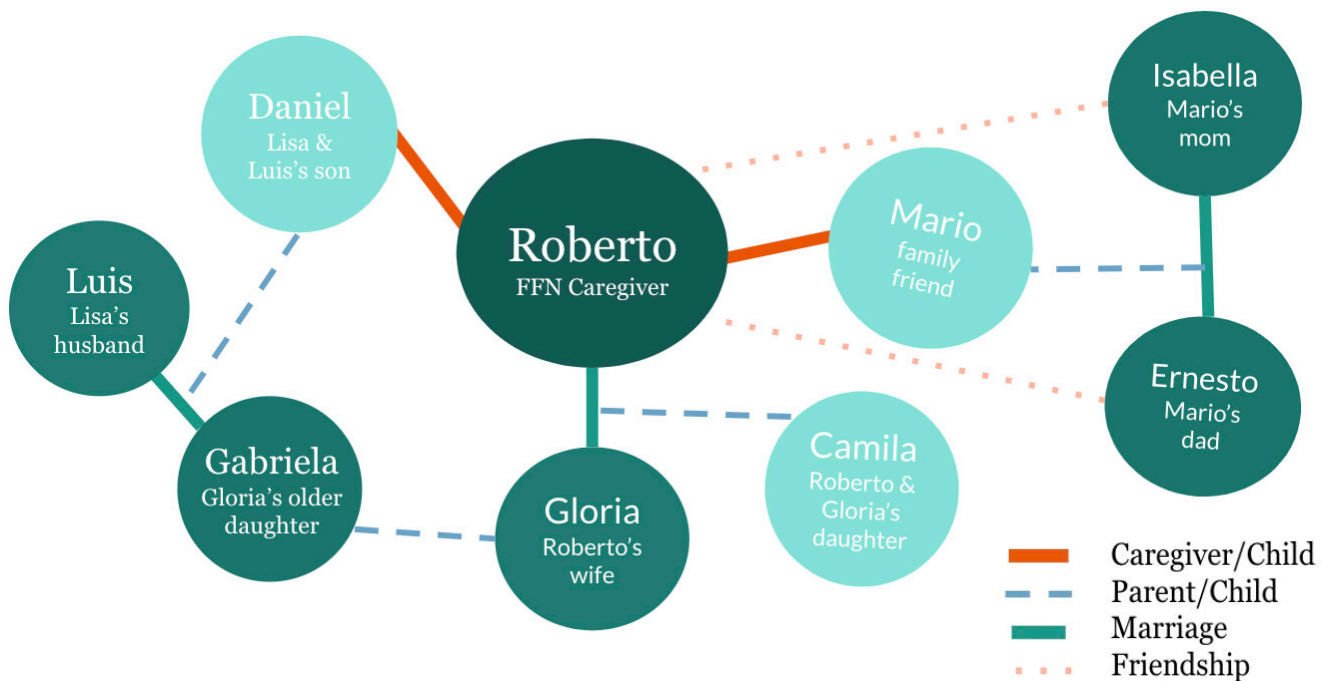 Daniel
Lisa &
Luis's son
Isabella
Mario's
mom
Roberto
FFN Caregiver
Mario
family
friend
Luis
Lisa's
husband
Gabriela
Gloria's older
daughter
Gloria
Roberto's
wife
Camila
Roberto &
Gloria's
daughter
Ernesto
Mario's
dad
Caregiver/Child
Parent/Child
Marriage
Friendship